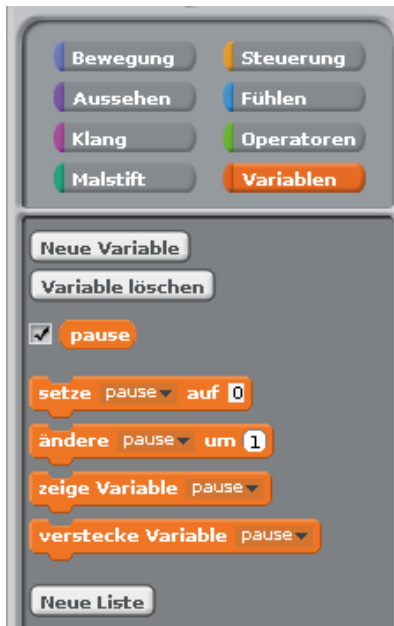 Bewegung Steuerung
Aussehen Fühlen
Klang Operatoren
Malstift Variablen
Neue Variable
Variable löschen
pause
setze pause auf 0
ändere pause um 1
zeige Variable pause
verstecke Variable pause
Neue Liste